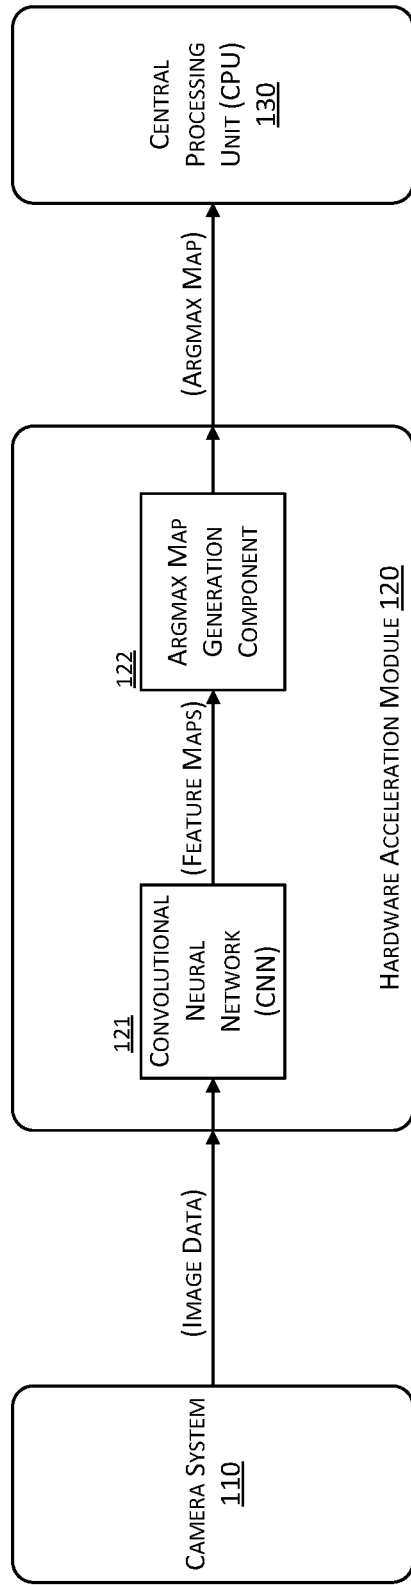 CAMERA SYSTEM
110
(IMAGE DATA)
121
CONVOLUTIONAL
NEURAL
NETWORK
(CNN)
(FEATURE MAPS)
122
ARGMAX MAP
GENERATION
COMPONENT
HARDWARE ACCELERATION MODULE 120
(ARGMAX MAP)
CENTRAL
PROCESSING
UNIT (CPU)
130